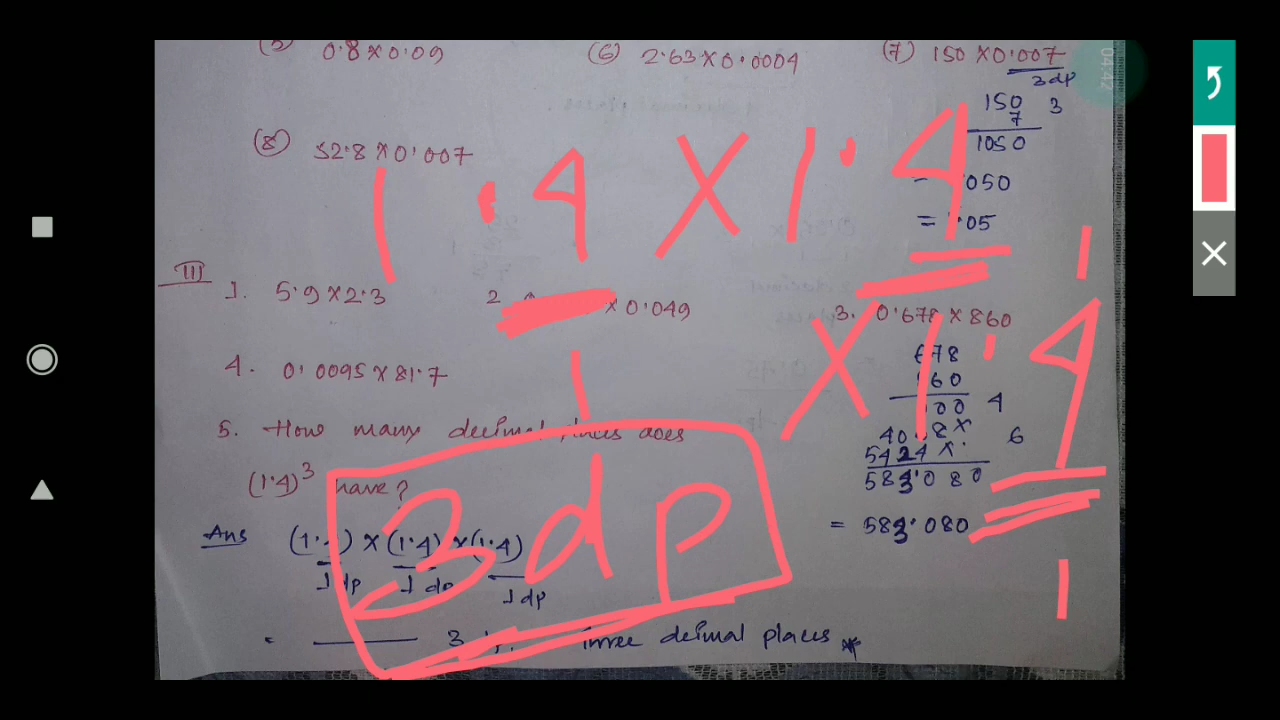 (5) 0.8 × 0.09 (6) 2.63 × 0.0004 (7) 150 × 0.007
3 dp
150 3
7
1050
(8) 52.8 × 0.007
1.4 × 1.4
= .050
= .05
× 1.4
III
1. 5.9 × 2.3 2. × 0.049 3. 0.678 × 860
678
860
4
4. 0.0095 × 81.7
6
5. How many decimal places does
584080
(1.4)³ have?
3dp
= 583.080
Ans (1.4) × (1.4) × (1.4)
1 dp 1 dp 1 dp
= 3 Three decimal places